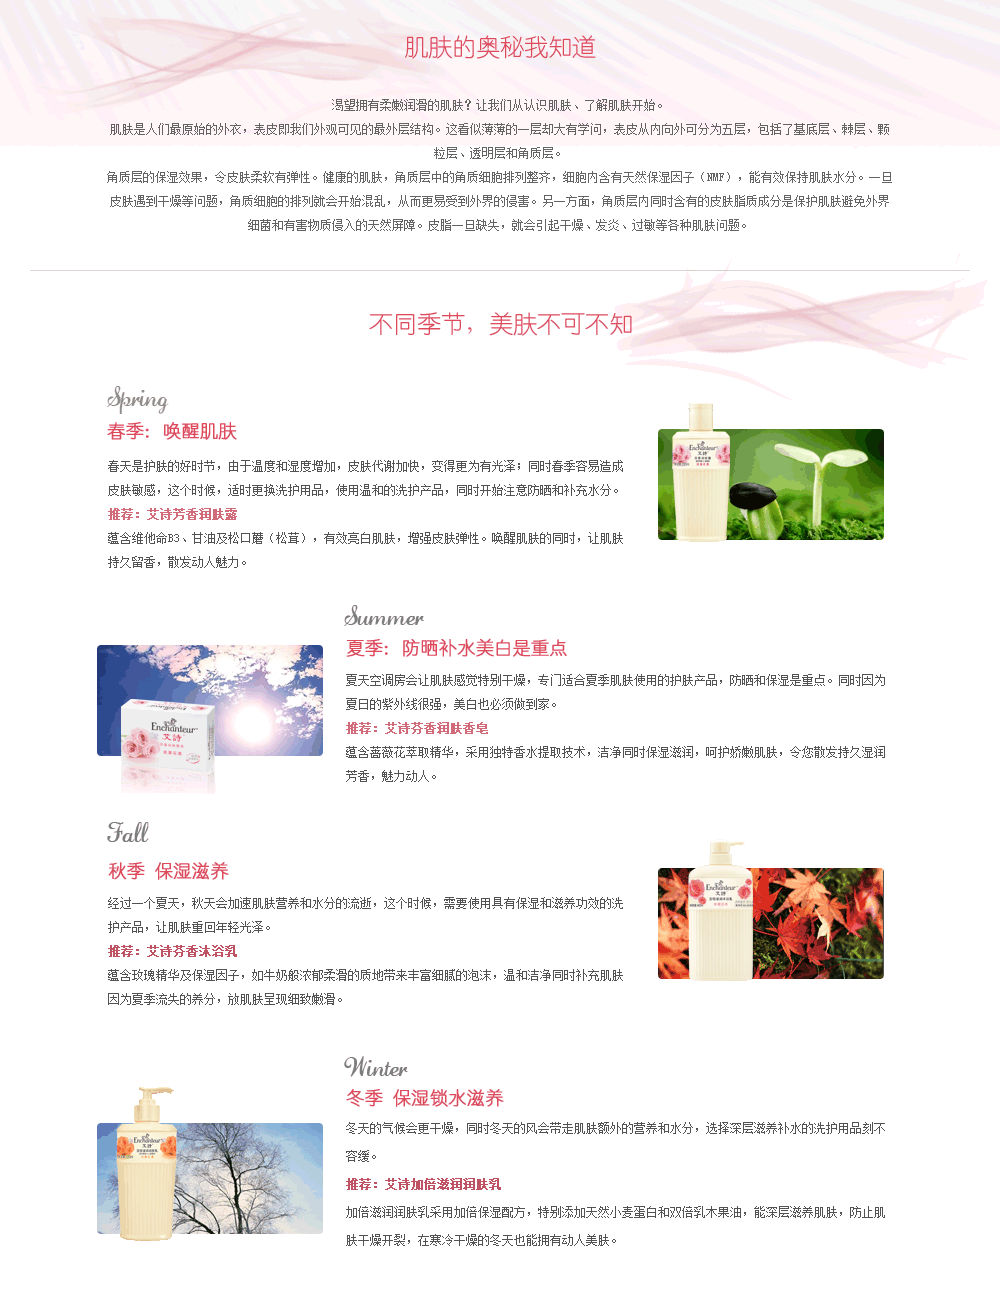 肌肤的奥秘我知道
渴望拥有柔嫩润滑的肌肤？让我们从认识肌肤、了解肌肤开始。
肌肤是人们最原始的外衣，表皮即我们外观可见的最外层结构。这看似薄薄的一层却大有学问，表皮从内向外可分为五层，包括了基底层、棘层、颗
粒层、透明层和角质层。
角质层的保湿效果，令皮肤柔软有弹性。健康的肌肤，角质层中的角质细胞排列整齐，细胞内含有天然保湿因子（NMF），能有效保持肌肤水分。一旦
皮肤遇到干燥等问题，角质细胞的排列就会开始混乱，从而更易受到外界的侵害。另一方面，角质层内同时含有的皮肤脂质成分是保护肌肤避免外界
细菌和有害物质侵入的天然屏障。皮脂一旦缺失，就会引起干燥、发炎、过敏等各种肌肤问题。
不同季节，美肤不可不知
Spring
春季：唤醒肌肤
春天是护肤的好时节，由于温度和湿度增加，皮肤代谢加快，变得更为有光泽；同时春季容易造成
皮肤敏感，这个时候，适时更换洗护用品，使用温和的洗护产品，同时开始注意防晒和补充水分。
推荐：艾诗芳香润肤露
蕴含维他命B3、甘油及松口蘑（松茸），有效亮白肌肤，增强皮肤弹性。唤醒肌肤的同时，让肌肤
持久留香，散发动人魅力。
Enchanteur
艾詩
Summer
夏季：防晒补水美白是重点
夏天空调房会让肌肤感觉特别干燥，专门适合夏季肌肤使用的护肤产品，防晒和保湿是重点。同时因为
夏日的紫外线很强，美白也必须做到家。
推荐：艾诗芬香润肤香皂
蕴含蔷薇花萃取精华，采用独特香水提取技术，洁净同时保湿滋润，呵护娇嫩肌肤，令您散发持久湿润
芳香，魅力动人。
Enchanteur
艾詩
Fall
秋季 保湿滋养
经过一个夏天，秋天会加速肌肤营养和水分的流逝，这个时候，需要使用具有保湿和滋养功效的洗
护产品，让肌肤重回年轻光泽。
推荐：艾诗芬香沐浴乳
蕴含玫瑰精华及保湿因子，如牛奶般浓郁柔滑的质地带来丰富细腻的泡沫，温和洁净同时补充肌肤
因为夏季流失的养分，放肌肤呈现细致嫩滑。
Enchanteur
艾詩
Winter
冬季 保湿锁水滋养
冬天的气候会更干燥，同时冬天的风会带走肌肤额外的营养和水分，选择深层滋养补水的洗护用品刻不
容缓。
推荐：艾诗加倍滋润润肤乳
加倍滋润润肤乳采用加倍保湿配方，特别添加天然小麦蛋白和双倍乳木果油，能深层滋养肌肤，防止肌
肤干燥开裂，在寒冷干燥的冬天也能拥有动人美肤。
Enchanteur
艾詩